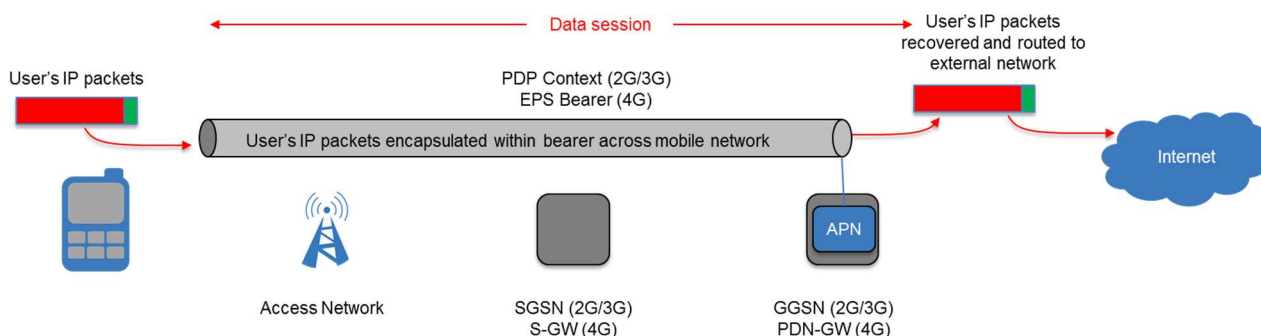 Data session
User's IP packets
recovered and routed to
external network
User's IP packets
PDP Context (2G/3G)
EPS Bearer (4G)
User's IP packets encapsulated within bearer across mobile network
Internet
APN
Access Network
SGSN (2G/3G)
S-GW (4G)
GGSN (2G/3G)
PDN-GW (4G)